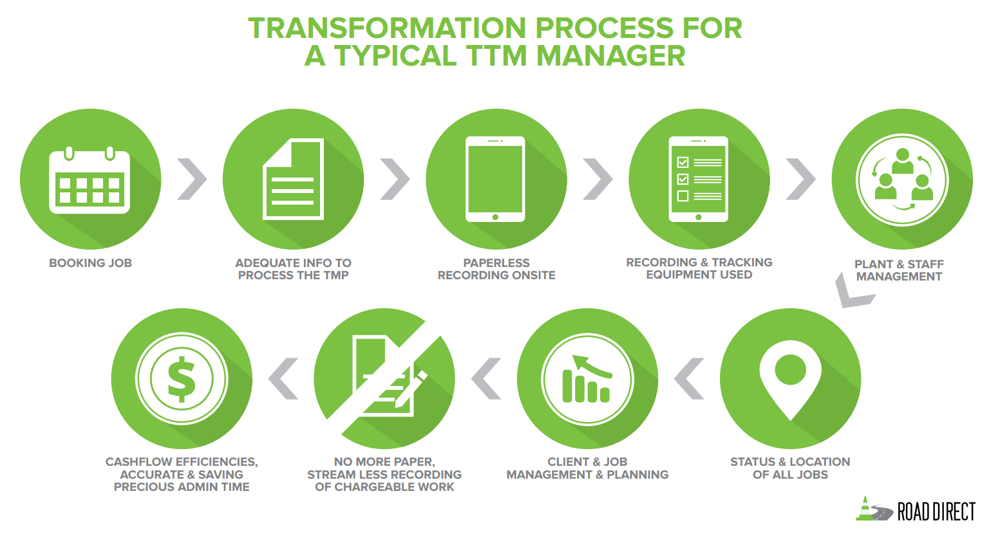 TRANSFORMATION PROCESS FOR
A TYPICAL TTM MANAGER
BOOKING JOB
ADEQUATE INFO TO
PROCESS THE TMP
PAPERLESS
RECORDING ONSITE
RECORDING & TRACKING
EQUIPMENT USED
PLANT & STAFF
MANAGEMENT
STATUS & LOCATION
OF ALL JOBS
CLIENT & JOB
MANAGEMENT & PLANNING
NO MORE PAPER,
STREAM LESS RECORDING
OF CHARGEABLE WORK
$
CASHFLOW EFFICIENCIES,
ACCURATE & SAVING
PRECIOUS ADMIN TIME
ROAD DIRECT